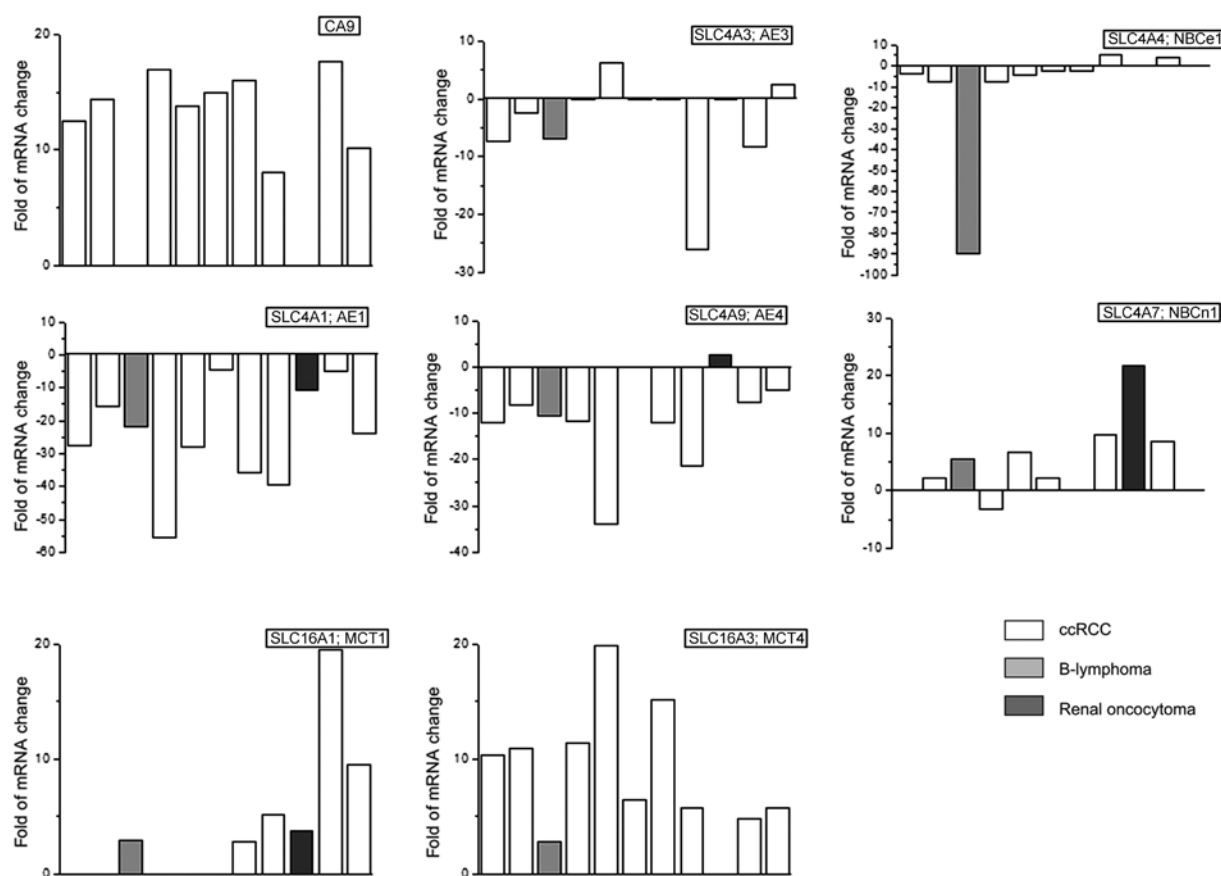 CA9
Fold of mRNA change
20
10
0
SLC4A3; AE3
Fold of mRNA change
10
0
-10
-20
-30
SLC4A4; NBCe1
Fold of mRNA change
10
0
-10
-20
-30
-40
-50
-60
-70
-80
-90
-100
SLC4A1; AE1
Fold of mRNA change
10
0
-10
-20
-30
-40
-50
-60
SLC4A9; AE4
Fold of mRNA change
10
0
-10
-20
-30
-40
SLC4A7; NBCn1
Fold of mRNA change
30
20
10
0
-10
SLC16A1; MCT1
Fold of mRNA change
20
10
0
SLC16A3; MCT4
Fold of mRNA change
20
10
0
ccRCC
B-lymphoma
Renal oncocytoma